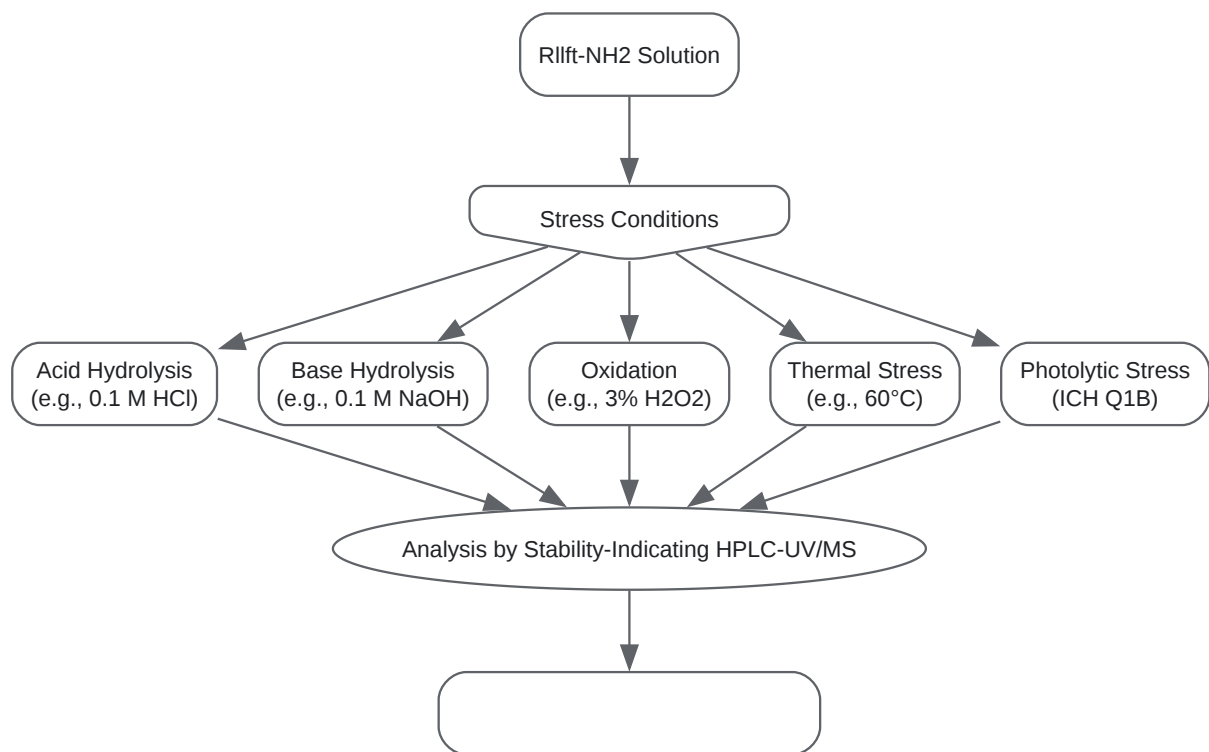 Rllft-NH2 Solution
Stress Conditions
Acid Hydrolysis
(e.g., 0.1 M HCl)
Base Hydrolysis
(e.g., 0.1 M NaOH)
Oxidation
(e.g., 3% H2O2)
Thermal Stress
(e.g., 60°C)
Photolytic Stress
(ICH Q1B)
Analysis by Stability-Indicating HPLC-UV/MS